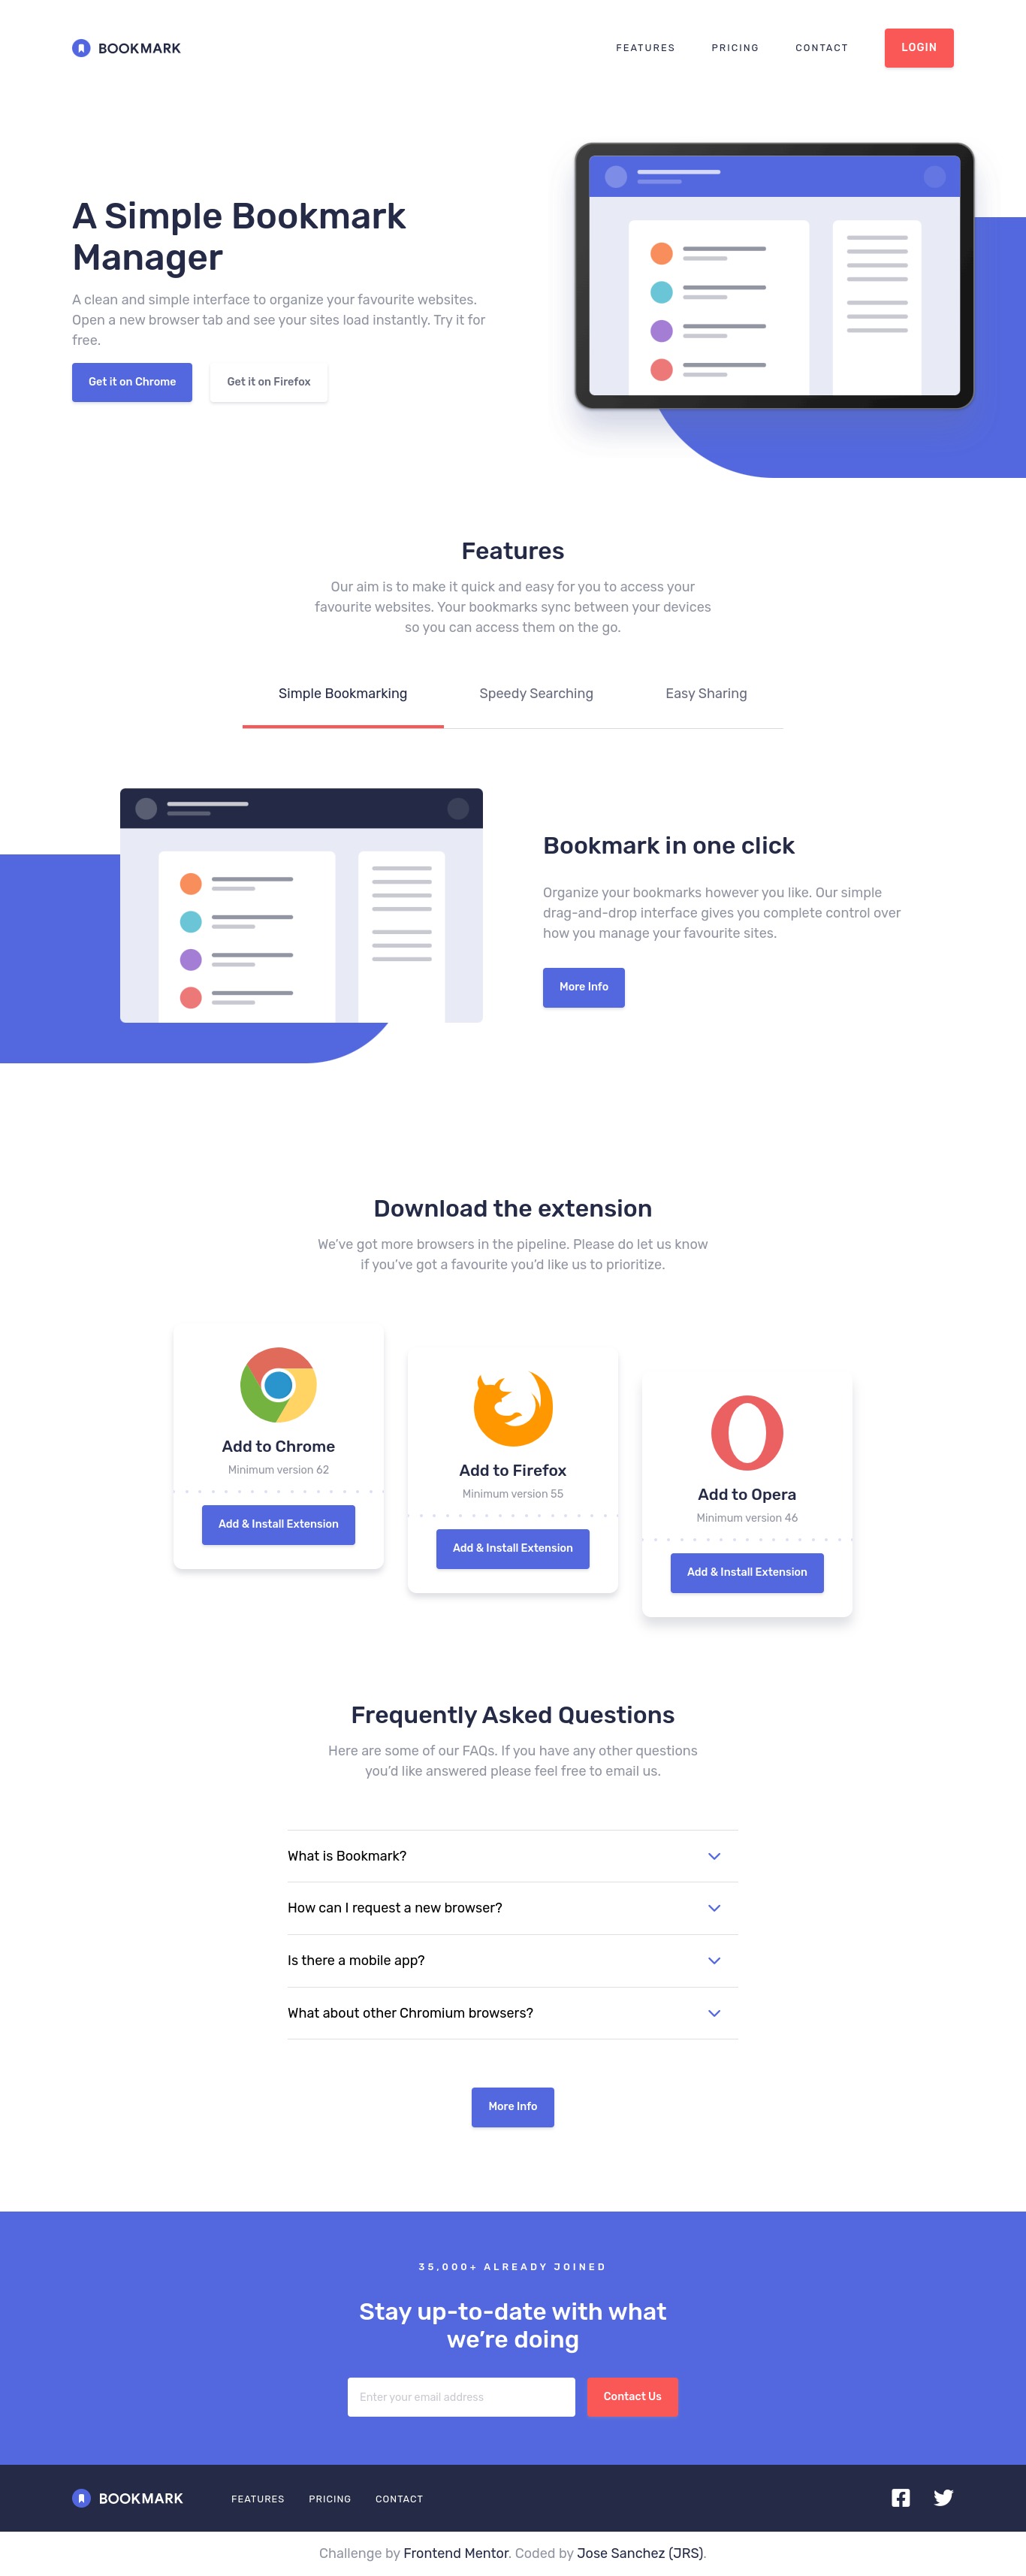 BOOKMARK
FEATURES PRICING CONTACT LOGIN
A Simple Bookmark
Manager
A clean and simple interface to organize your favourite websites.
Open a new browser tab and see your sites load instantly. Try it for
free.
Get it on Chrome Get it on Firefox
Features
Our aim is to make it quick and easy for you to access your
favourite websites. Your bookmarks sync between your devices
so you can access them on the go.
Simple Bookmarking Speedy Searching Easy Sharing
Bookmark in one click
Organize your bookmarks however you like. Our simple
drag-and-drop interface gives you complete control over
how you manage your favourite sites.
More Info
Download the extension
We've got more browsers in the pipeline. Please do let us know
if you've got a favourite you'd like us to prioritize.
Add to Chrome
Minimum version 62
Add & Install Extension
Add to Firefox
Minimum version 55
Add & Install Extension
Add to Opera
Minimum version 46
Add & Install Extension
Frequently Asked Questions
Here are some of our FAQs. If you have any other questions
you'd like answered please feel free to email us.
What is Bookmark?
How can I request a new browser?
Is there a mobile app?
What about other Chromium browsers?
More Info
35,000+ ALREADY JOINED
Stay up-to-date with what
we're doing
Enter your email address Contact Us
BOOKMARK FEATURES PRICING CONTACT
Challenge by Frontend Mentor. Coded by Jose Sanchez (JRS).